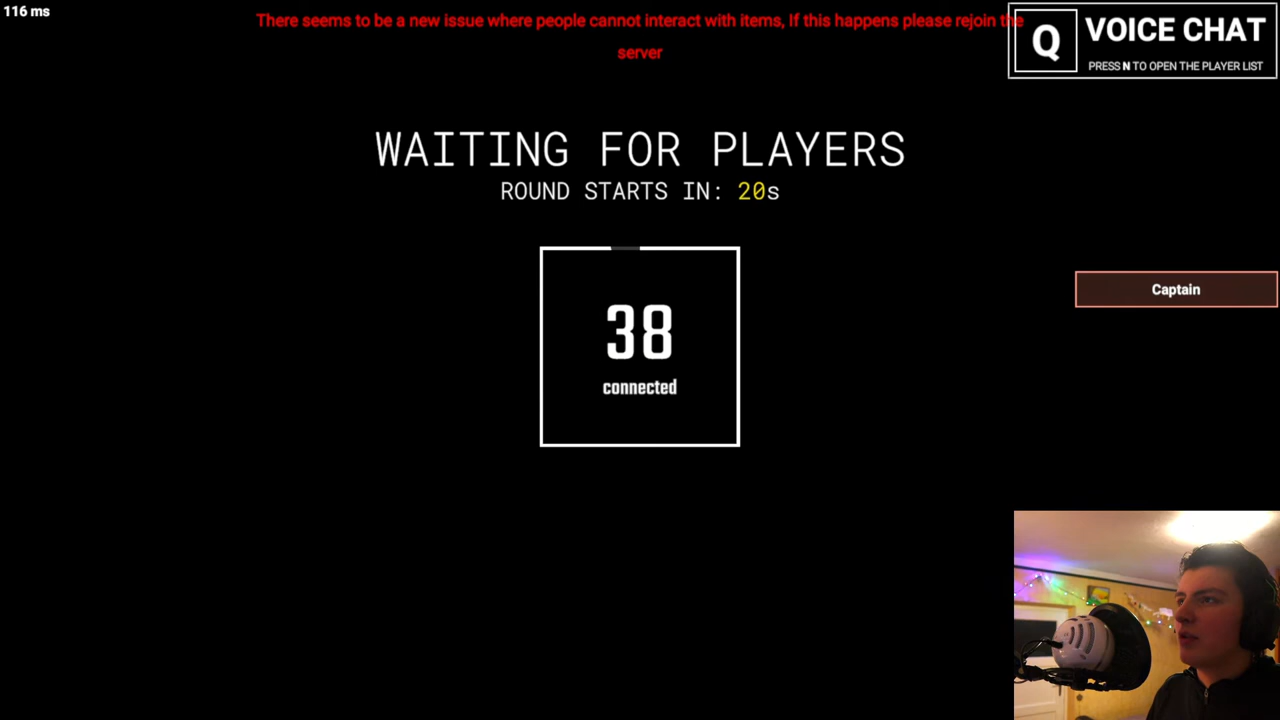 116 ms
There seems to be a new issue where people cannot interact with items, If this happens please rejoin the
server
Q
VOICE CHAT
PRESS N TO OPEN THE PLAYER LIST
WAITING FOR PLAYERS
ROUND STARTS IN: 20s
Captain
38
connected